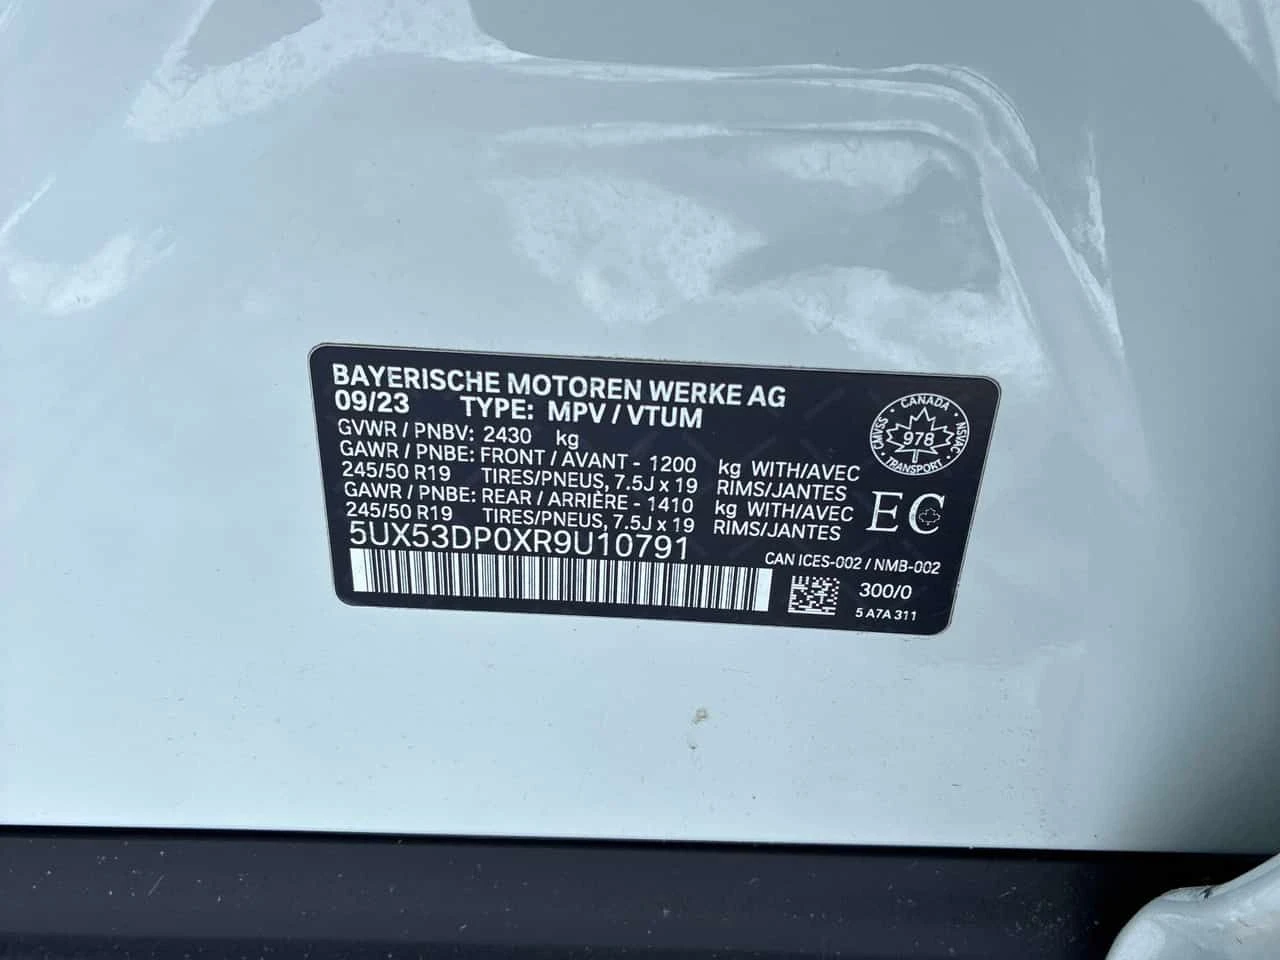 BAYERISCHE MOTOREN WERKE AG
09/23 TYPE: MPV / VTUM
GVWR / PNBV: 2430 kg
GAWR / PNBE: FRONT / AVANT - 1200 kg WITH/AVEC
245/50 R19 TIRES/PNEUS, 7.5J x 19 RIMS/JANTES
GAWR / PNBE: REAR / ARRIÈRE - 1410 kg WITH/AVEC
245/50 R19 TIRES/PNEUS, 7.5J x 19 RIMS/JANTES
5UX53DP0XR9U10791
CANADA
CMVSS 978 NSVAC
TRANSPORT
EC
CAN ICES-002 / NMB-002
300/0
5 A7A 311